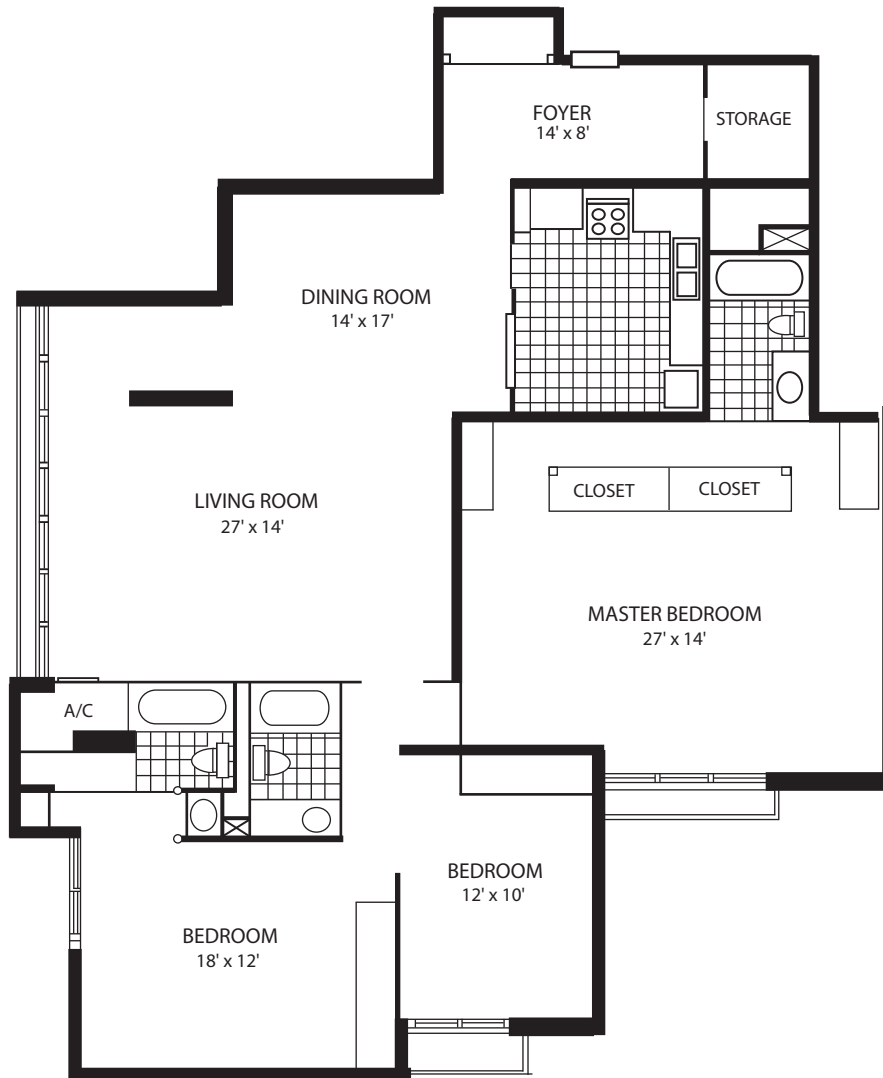 FOYER
14' x 8'
STORAGE
DINING ROOM
14' x 17'
LIVING ROOM
27' x 14'
CLOSET
CLOSET
MASTER BEDROOM
27' x 14'
A/C
BEDROOM
12' x 10'
BEDROOM
18' x 12'